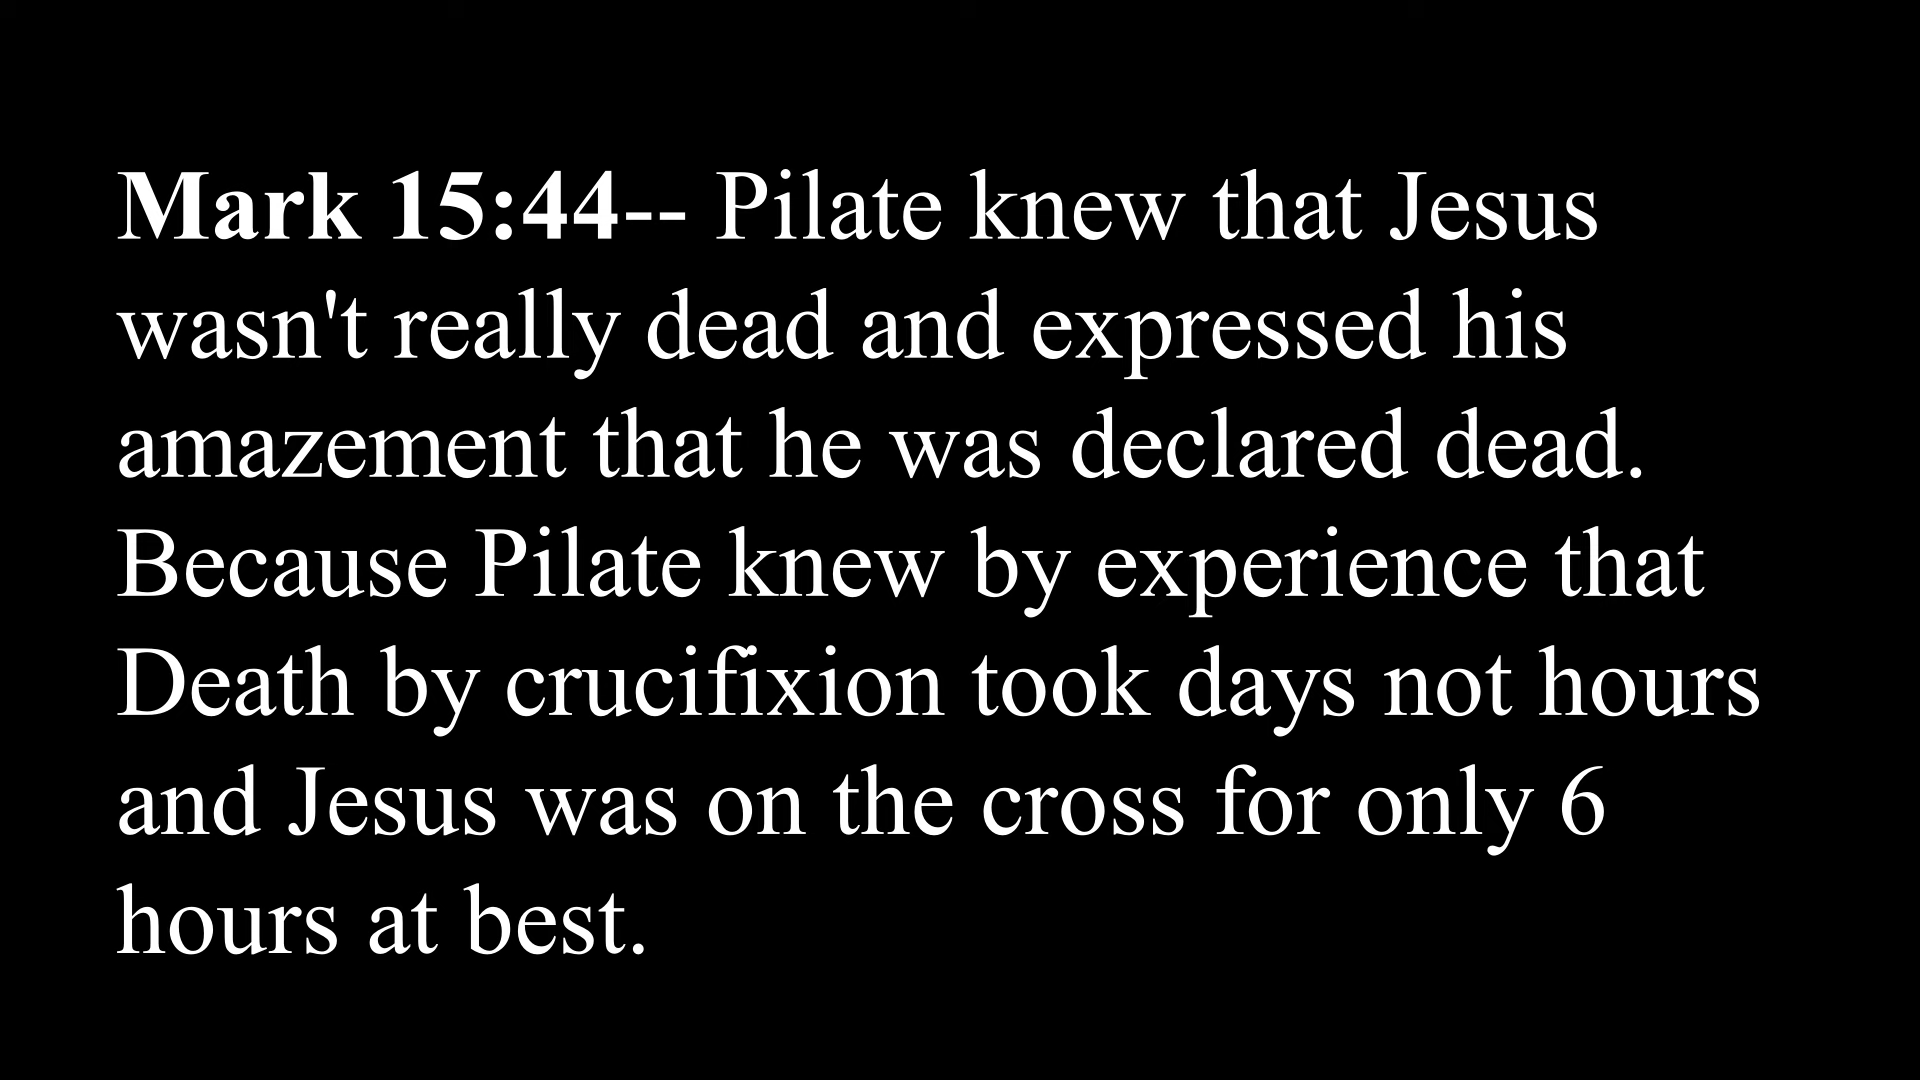 Mark 15:44-- Pilate knew that Jesus
wasn't really dead and expressed his
amazement that he was declared dead.
Because Pilate knew by experience that
Death by crucifixion took days not hours
and Jesus was on the cross for only 6
hours at best.